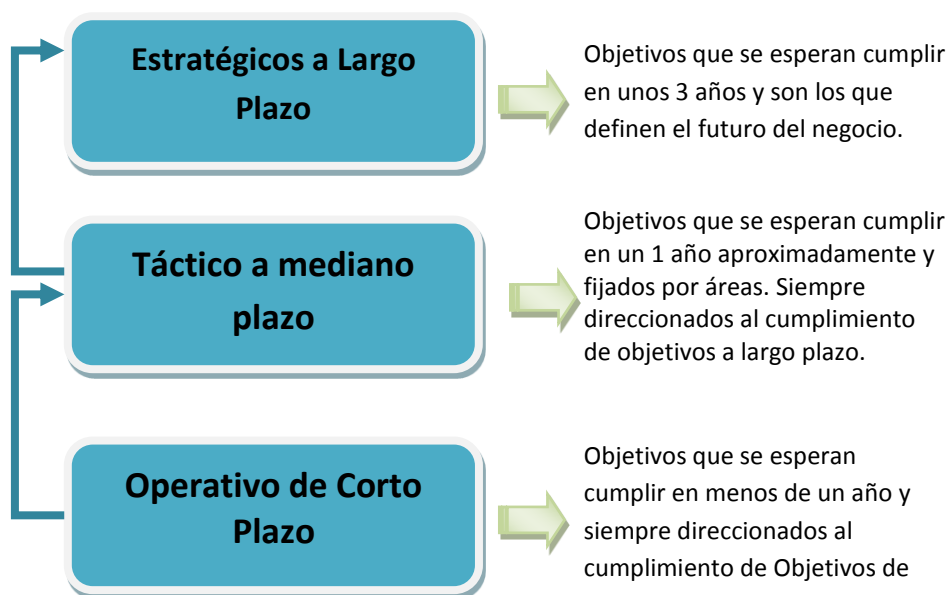 Estratégicos a Largo
Plazo
Objetivos que se esperan cumplir
en unos 3 años y son los que
definen el futuro del negocio.
Táctico a mediano
plazo
Objetivos que se esperan cumplir
en un 1 año aproximadamente y
fijados por áreas. Siempre
direccionados al cumplimiento
de objetivos a largo plazo.
Operativo de Corto
Plazo
Objetivos que se esperan
cumplir en menos de un año y
siempre direccionados al
cumplimiento de Objetivos de